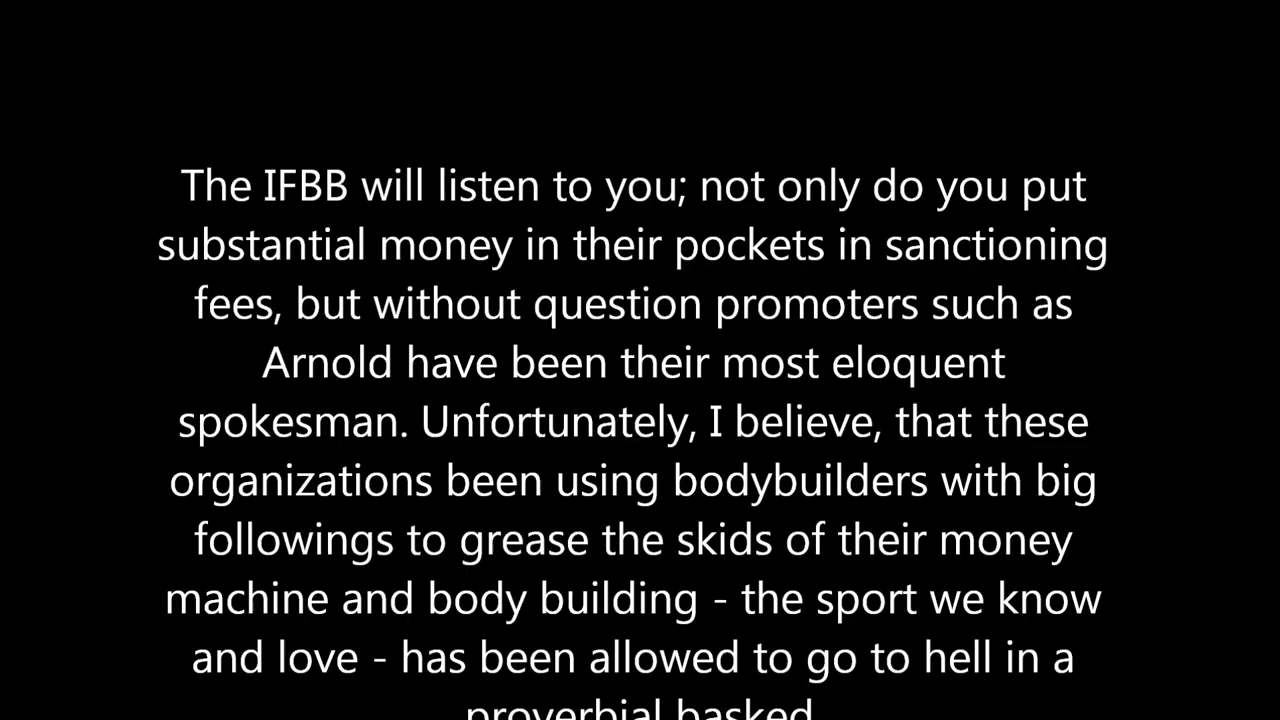 The IFBB will listen to you; not only do you put
substantial money in their pockets in sanctioning
fees, but without question promoters such as
Arnold have been their most eloquent
spokesman. Unfortunately, I believe, that these
organizations been using bodybuilders with big
followings to grease the skids of their money
machine and body building - the sport we know
and love - has been allowed to go to hell in a
proverbial basked